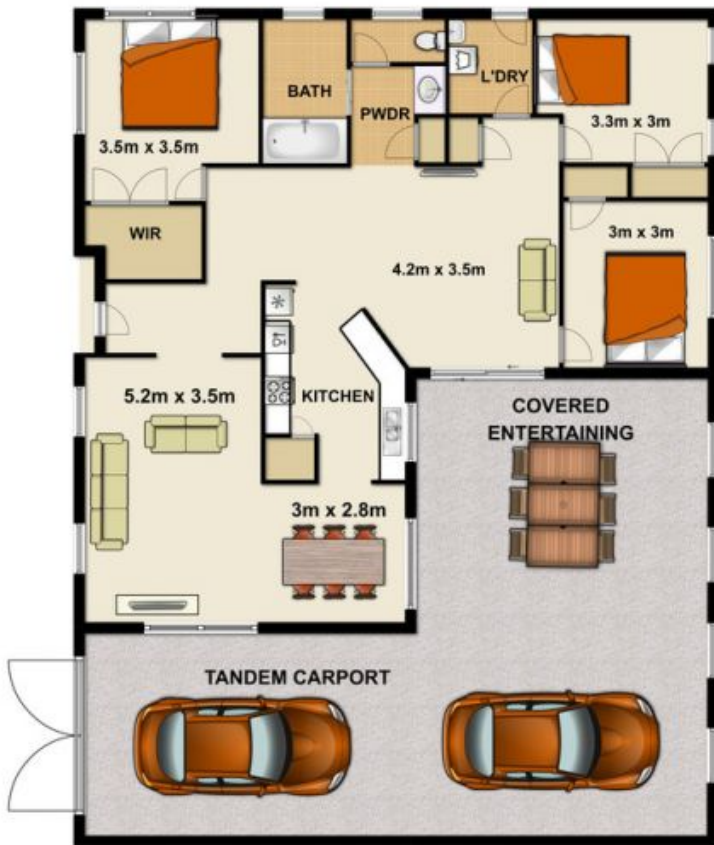 BATH
PWDR
L'DRY
3.5m x 3.5m
3.3m x 3m
WIR
3m x 3m
4.2m x 3.5m
5.2m x 3.5m
KITCHEN
COVERED
ENTERTAINING
3m x 2.8m
TANDEM CARPORT